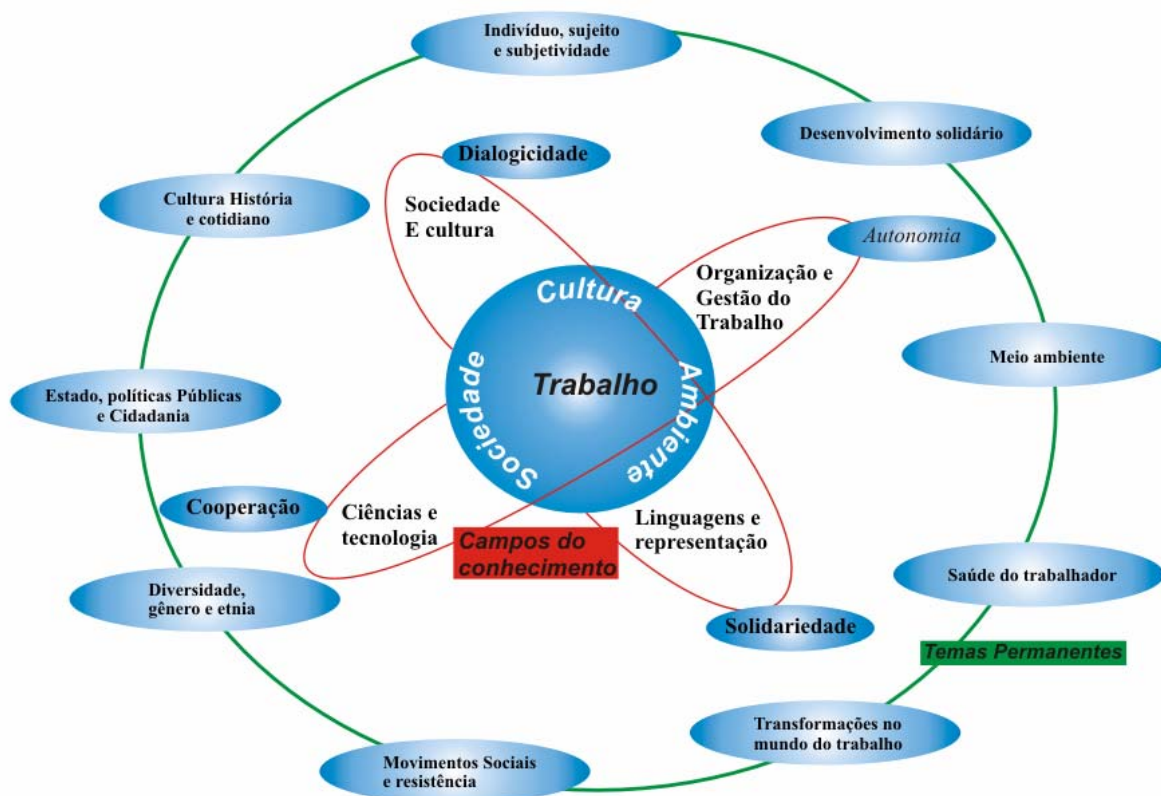 Indivíduo, sujeito
e subjetividade
Desenvolvimento solidário
Dialogicidade
Cultura História
e cotidiano
Sociedade
E cultura
Autonomia
Organização e
Gestão do
Trabalho
Cultura
Meio ambiente
Trabalho
Sociedade
Ambiente
Estado, políticas Públicas
e Cidadania
Cooperação
Ciências e
tecnologia
Linguagens e
representação
Campos do
conhecimento
Diversidade,
gênero e etnia
Saúde do trabalhador
Solidariedade
Temas Permanentes
Transformações no
mundo do trabalho
Movimentos Sociais
e resistência